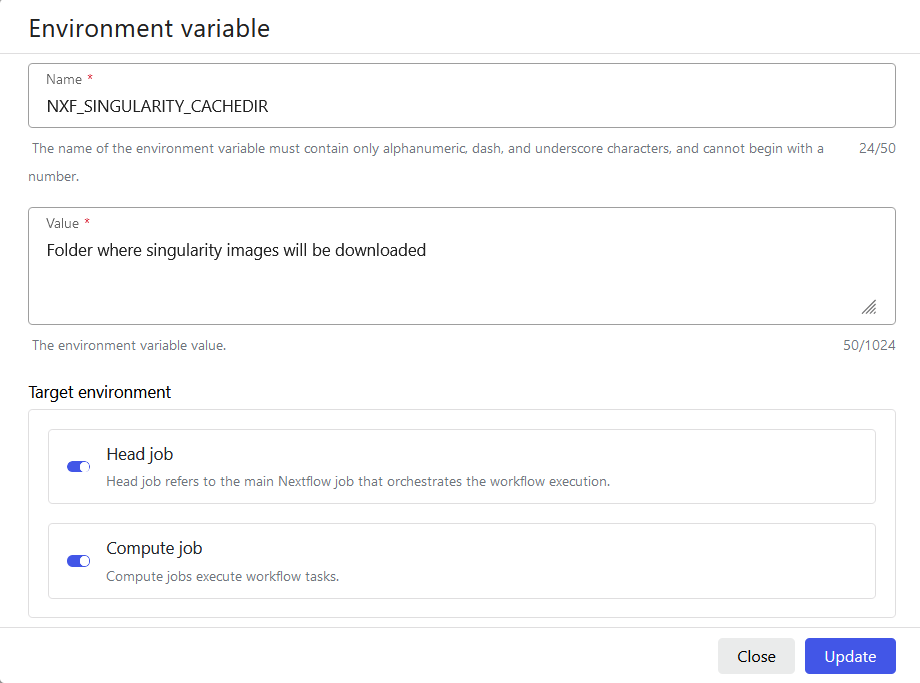 Environment variable
Name *
NXF_SINGULARITY_CACHEDIR
The name of the environment variable must contain only alphanumeric, dash, and underscore characters, and cannot begin with a 24/50
number.
Value *
Folder where singularity images will be downloaded
The environment variable value. 50/1024
Target environment
Head job
Head job refers to the main Nextflow job that orchestrates the workflow execution.
Compute job
Compute jobs execute workflow tasks.
Close Update